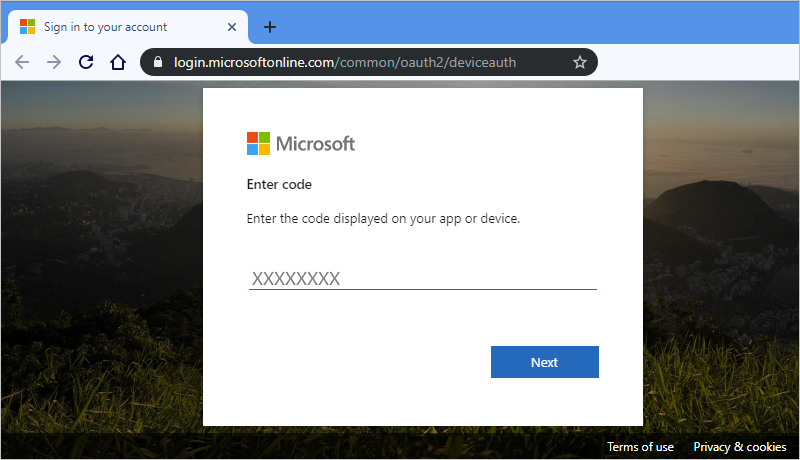 Sign in to your account
login.microsoftonline.com/common/oauth2/deviceauth
Microsoft
Enter code
Enter the code displayed on your app or device.
XXXXXXXX
Next
Terms of use Privacy & cookies